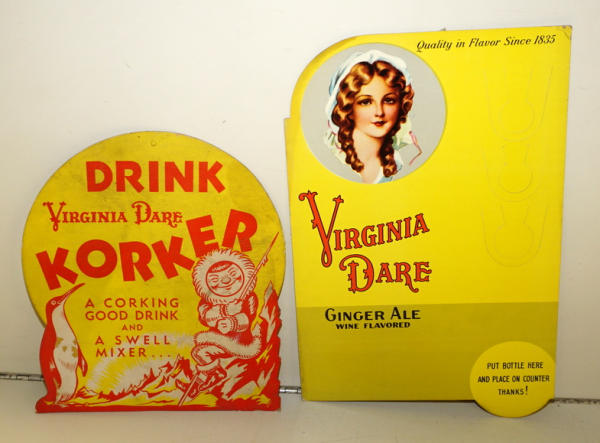 DRINK
VIRGINIA DARE
KORKER
A CORKING
GOOD DRINK
AND
A SWELL
MIXER...
Quality in Flavor Since 1835
VIRGINIA
DARE
GINGER ALE
WINE FLAVORED
PUT BOTTLE HERE
AND PLACE ON COUNTER
THANKS!